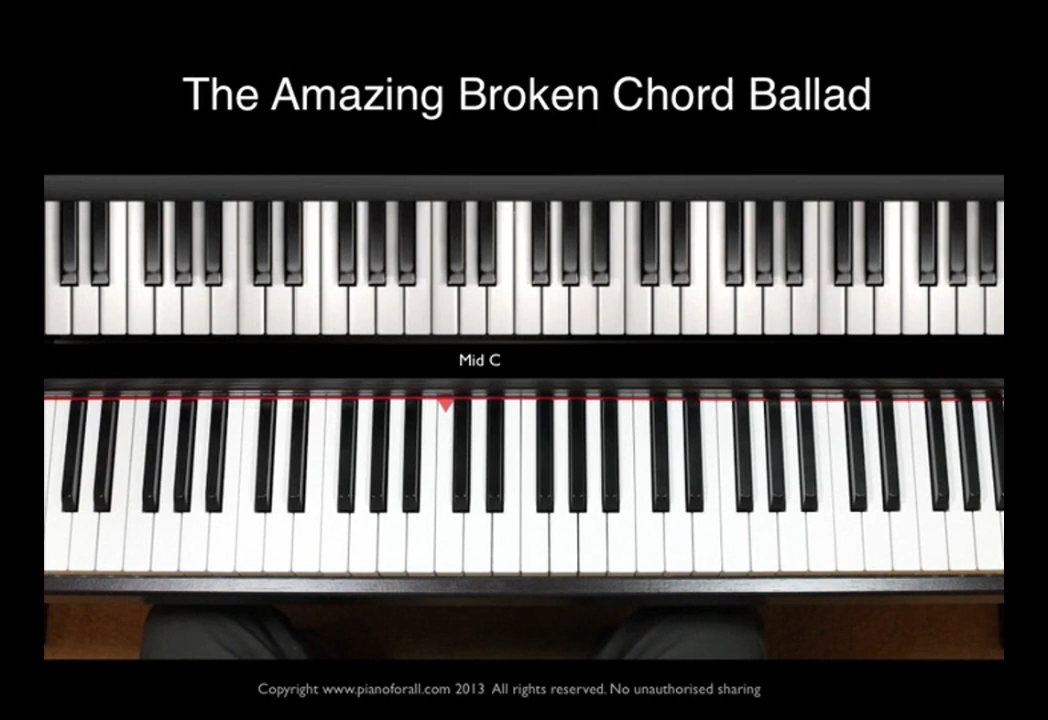 The Amazing Broken Chord Ballad
Mid C
Copyright www.pianoforall.com 2013 All rights reserved. No unauthorised sharing